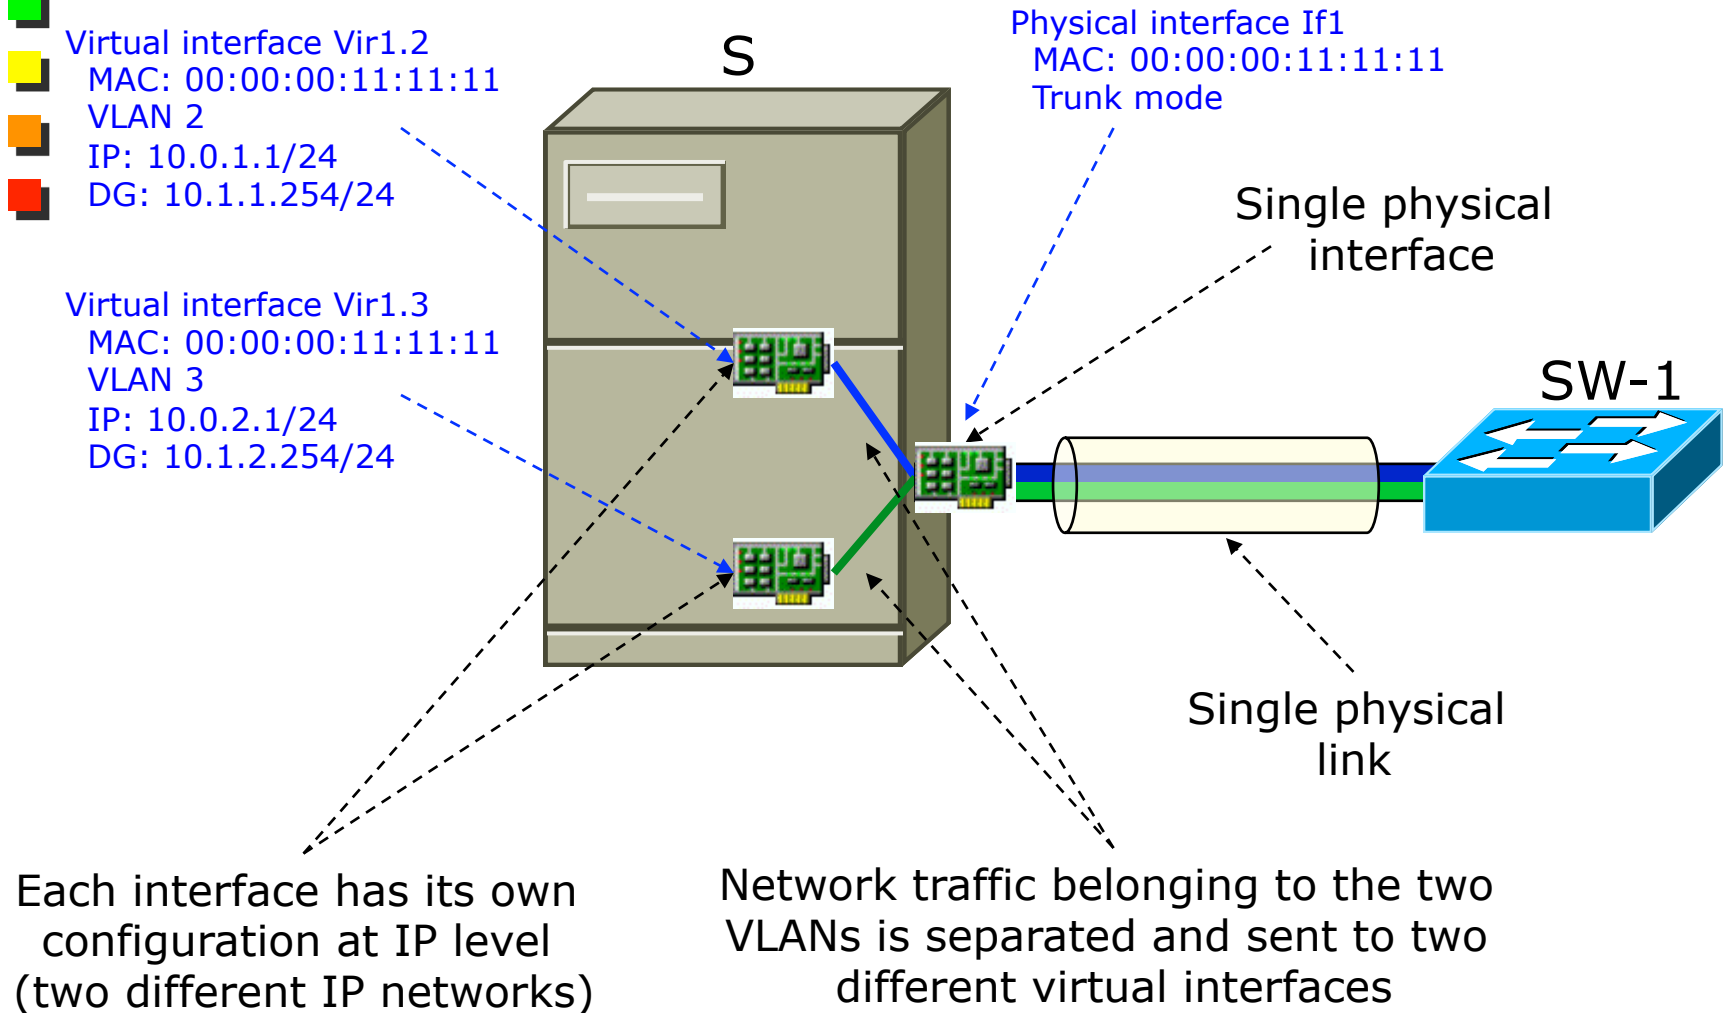 Virtual interface Vir1.2
MAC: 00:00:00:11:11:11
VLAN 2
IP: 10.0.1.1/24
DG: 10.1.1.254/24
S
Physical interface If1
MAC: 00:00:00:11:11:11
Trunk mode
Single physical
interface
Virtual interface Vir1.3
MAC: 00:00:00:11:11:11
VLAN 3
IP: 10.0.2.1/24
DG: 10.1.2.254/24
SW-1
Single physical
link
Each interface has its own
configuration at IP level
(two different IP networks)
Network traffic belonging to the two
VLANs is separated and sent to two
different virtual interfaces